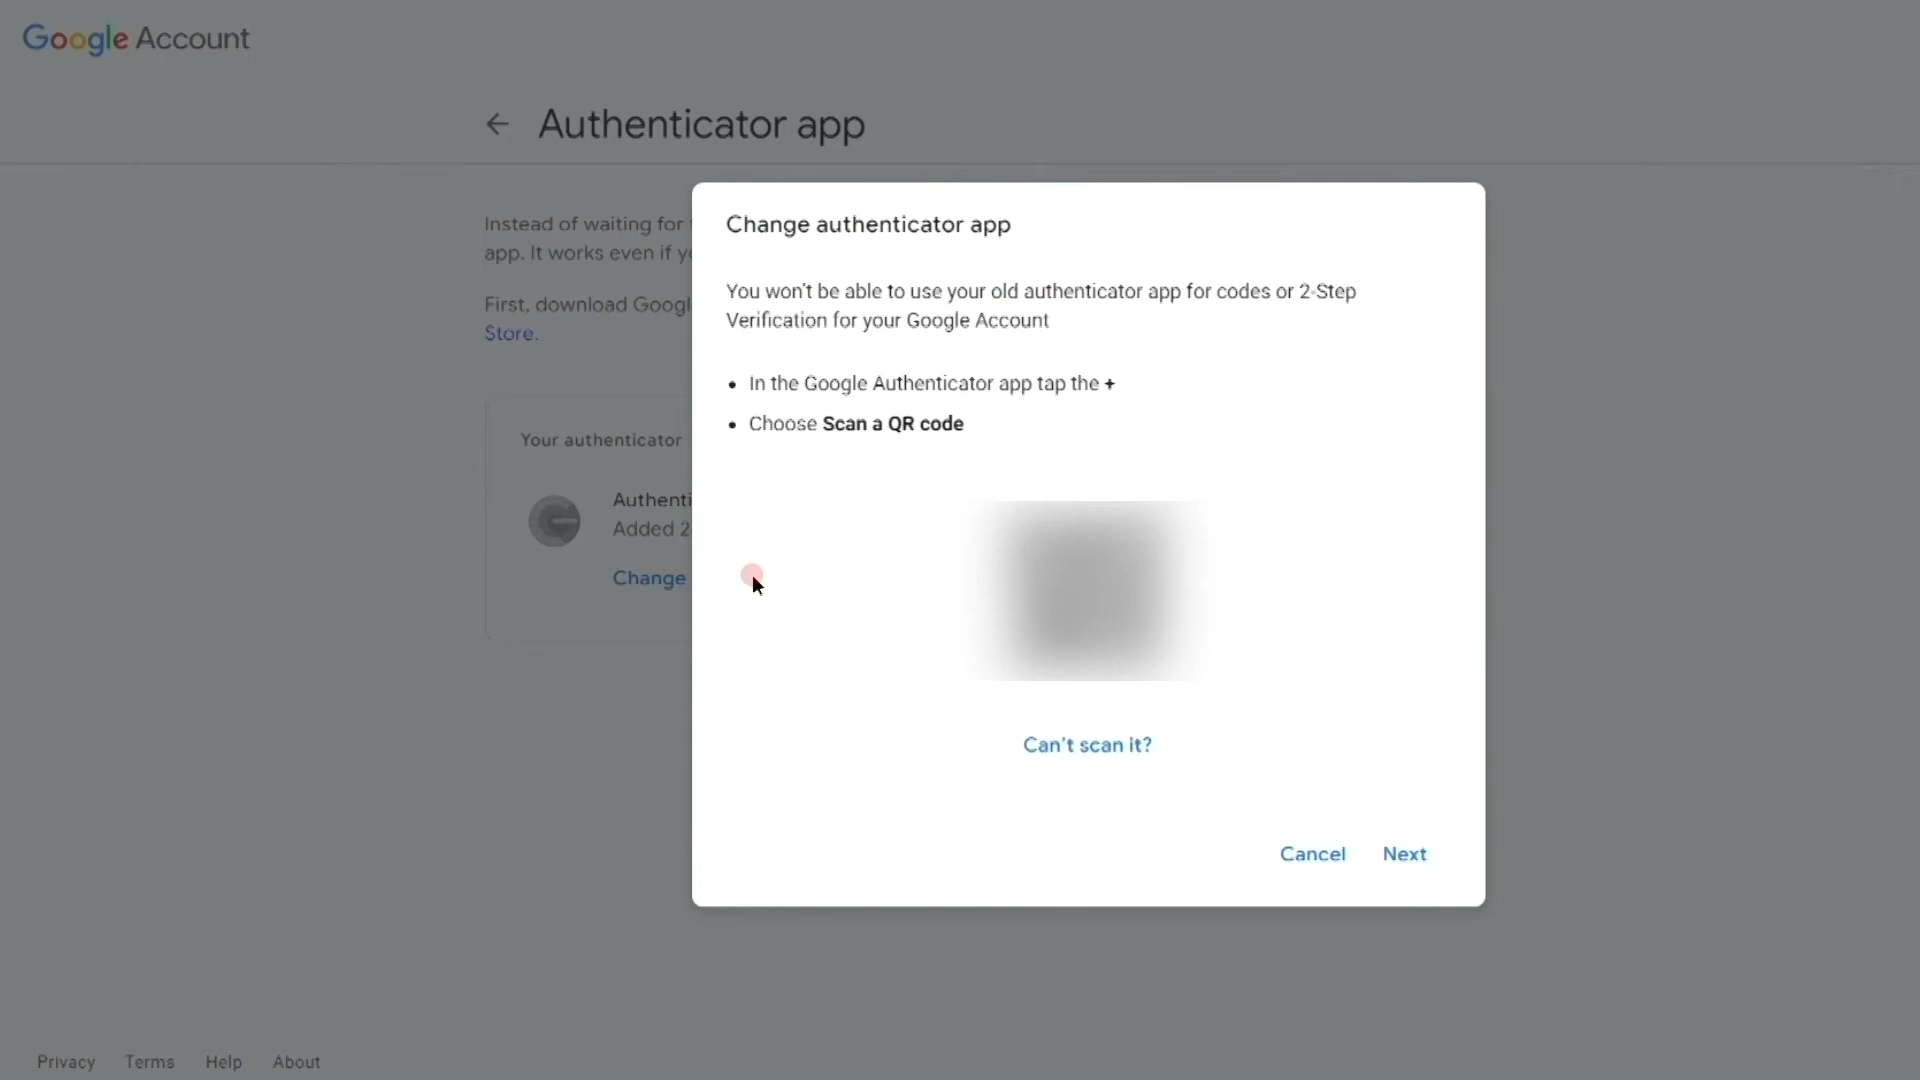 Google Account
Authenticator app
Instead of waiting for
app. It works even if
First, download Googl
Store.
Your authenticator
Authenti
Added 2
Change
Change authenticator app
You won't be able to use your old authenticator app for codes or 2-Step
Verification for your Google Account
• In the Google Authenticator app tap the +
• Choose Scan a QR code
Can't scan it?
Cancel
Next
Privacy
Terms
Help
About